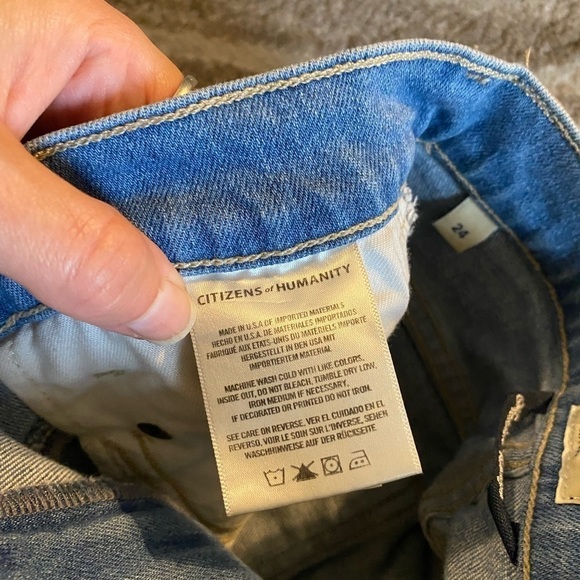 CITIZENS of HUMANITY
MADE IN U.S.A OF IMPORTED MATERIALS
HECHO EN U.S.A. DE MATERIALES IMPORTADOS
FABRIQUÉ AUX ETATS-UNIS DU MATÉRIELS IMPORTE
HERGESTELLT IN DEN USA MIT
IMPORTIERTEM MATERIAL
MACHINE WASH COLD WITH LIKE COLORS.
INSIDE OUT, DO NOT BLEACH, TUMBLE DRY LOW.
IRON MEDIUM IF NECESSARY.
IF DECORATED OR PRINTED DO NOT IRON.
SEE CARE ON REVERSE. VER EL CUIDADO EN EL
REVERSO. VOIR LE SOIN SUR L'INVERSE. SEHEN
WASCHHINWEISE AUF DER RÜCKSEITE
24